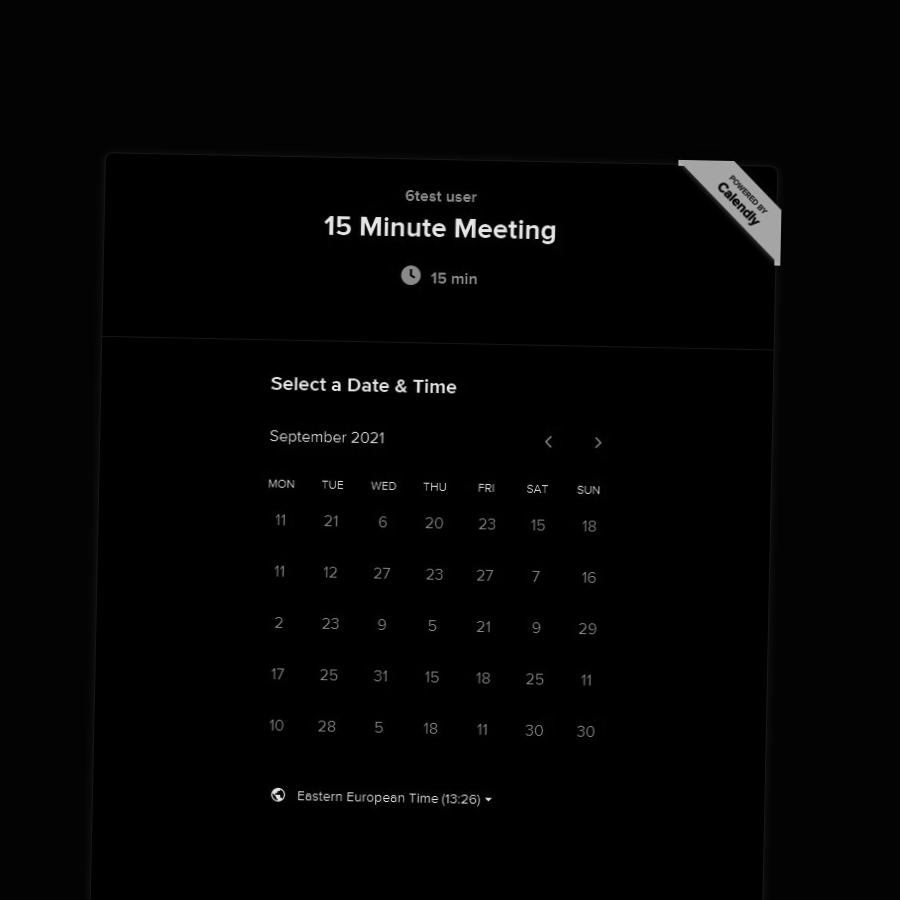 POWERED BY
Calendly
6test user
15 Minute Meeting
15 min
Select a Date & Time
September 2021
MON TUE WED THU FRI SAT SUN
11 21 6 20 23 15 18
11 12 27 23 27 7 16
2 23 9 5 21 9 29
17 25 31 15 18 25 11
10 28 5 18 11 30 30
Eastern European Time (13:26)